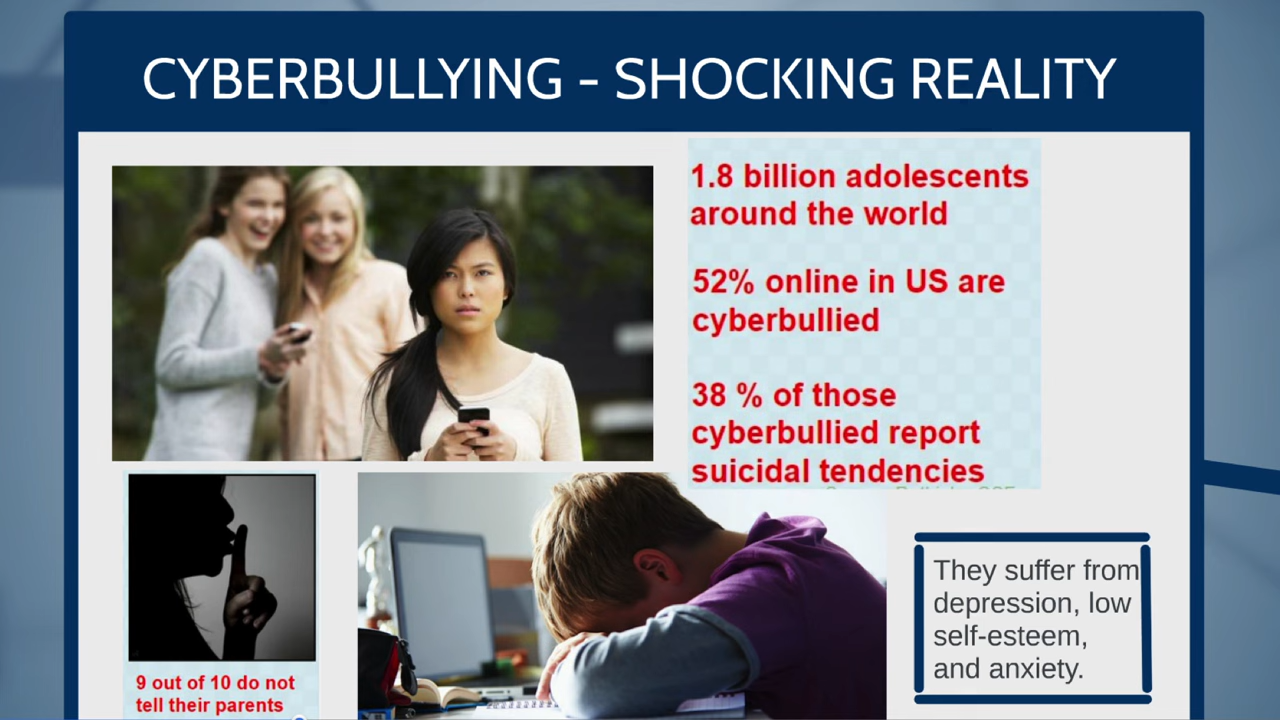 CYBERBULLYING - SHOCKING REALITY
1.8 billion adolescents
around the world
52% online in US are
cyberbullied
38 % of those
cyberbullied report
suicidal tendencies
They suffer from
depression, low
self-esteem,
and anxiety.
9 out of 10 do not
tell their parents